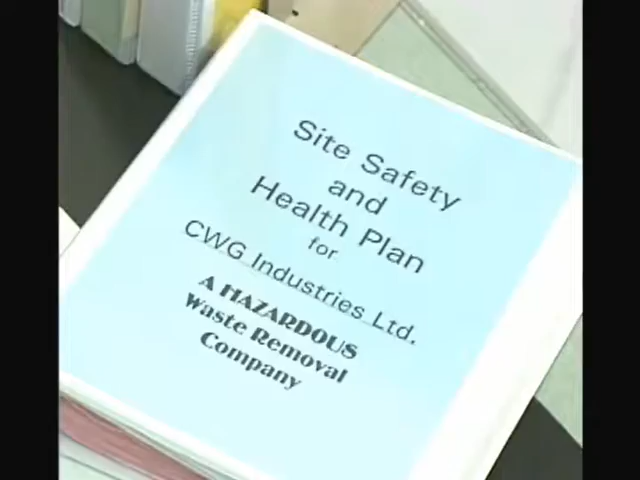 Site Safety
and
Health Plan
for
CWG Industries Ltd.
A HAZARDOUS
Waste Removal
Company